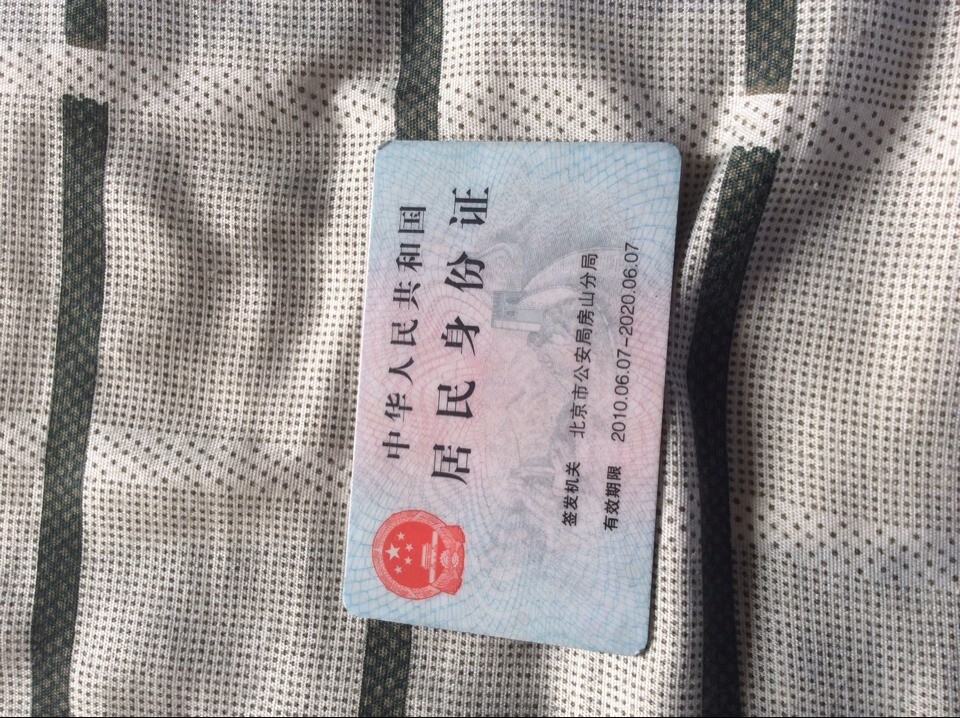 中华人民共和国
居民身份证
签发机关 北京市公安局房山分局
有效期限 2010.06.07-2020.06.07